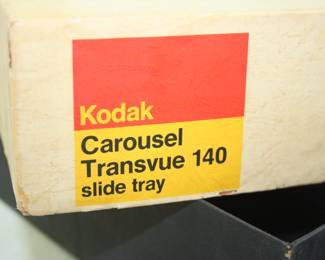 Kodak
Carousel
Transvue 140
slide tray